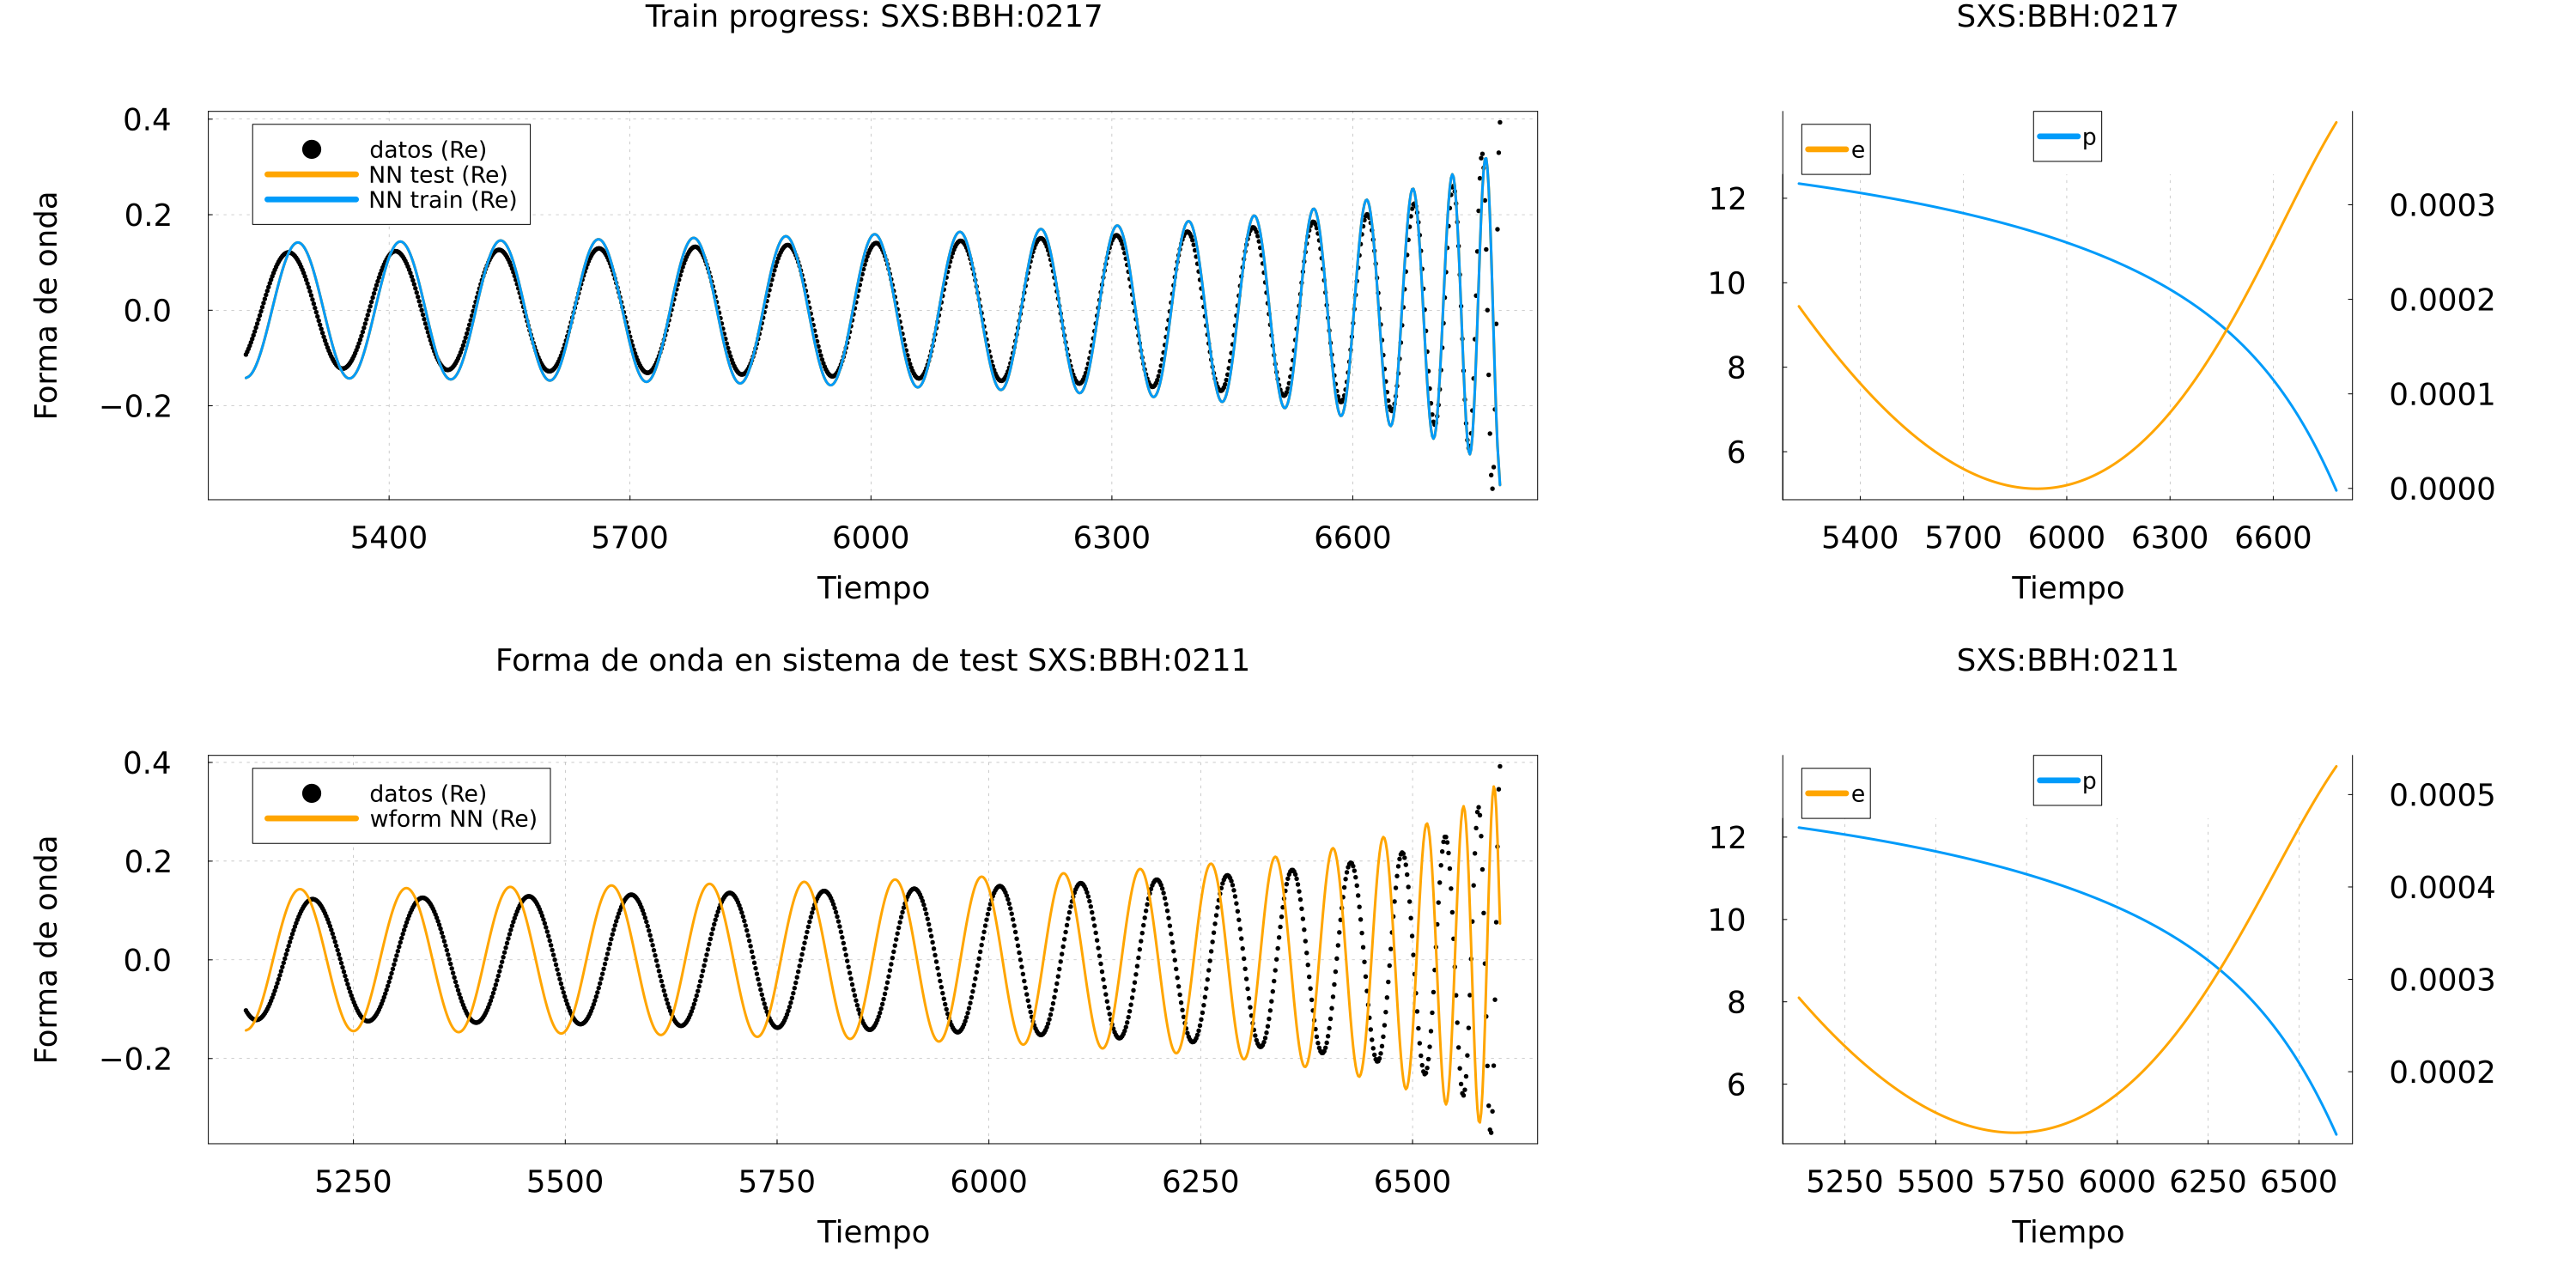 Train progress: SXS:BBH:0217
Forma de onda
0.4
0.2
0.0
−0.2
datos (Re)
NN test (Re)
NN train (Re)
5400 5700 6000 6300 6600
Tiempo
SXS:BBH:0217
12
10
8
6
e
p
0.0003
0.0002
0.0001
0.0000
5400 5700 6000 6300 6600
Tiempo
Forma de onda en sistema de test SXS:BBH:0211
Forma de onda
0.4
0.2
0.0
−0.2
datos (Re)
wform NN (Re)
5250 5500 5750 6000 6250 6500
Tiempo
SXS:BBH:0211
12
10
8
6
e
p
0.0005
0.0004
0.0003
0.0002
5250 5500 5750 6000 6250 6500
Tiempo